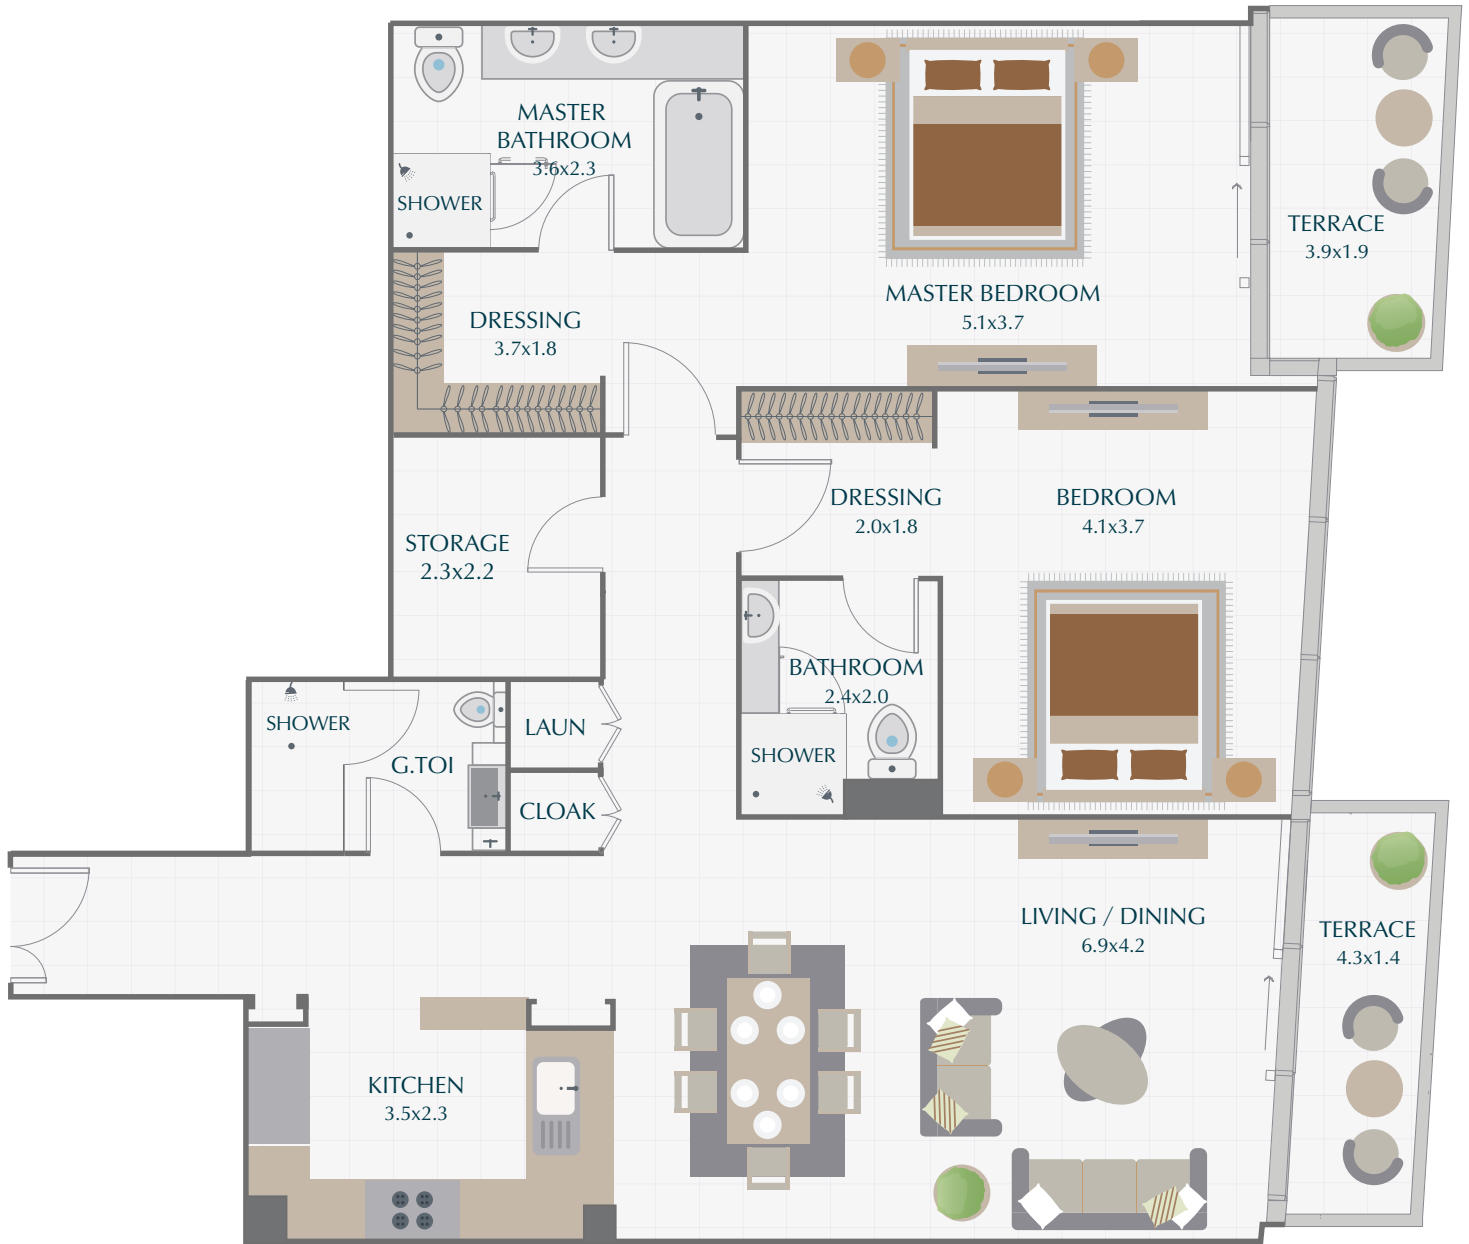 MASTER
BATHROOM
3.6x2.3
SHOWER
TERRACE
3.9x1.9
MASTER BEDROOM
5.1x3.7
DRESSING
3.7x1.8
DRESSING
2.0x1.8
BEDROOM
4.1x3.7
STORAGE
2.3x2.2
BATHROOM
2.4x2.0
SHOWER
SHOWER
G.TOI
LAUN
CLOAK
LIVING / DINING
6.9x4.2
TERRACE
4.3x1.4
KITCHEN
3.5x2.3